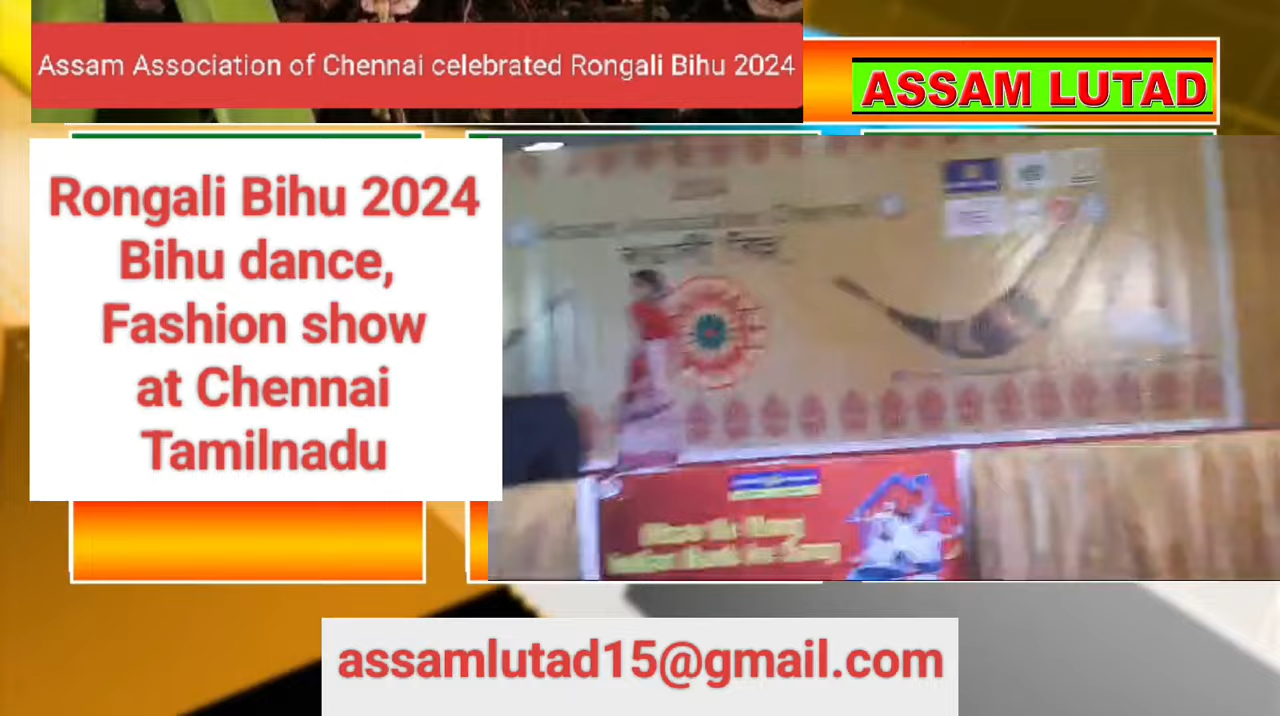 Assam Association of Chennai celebrated Rongali Bihu 2024
ASSAM LUTAD
Rongali Bihu 2024
Bihu dance,
Fashion show
at Chennai
Tamilnadu
2024
assamlutad15@gmail.com